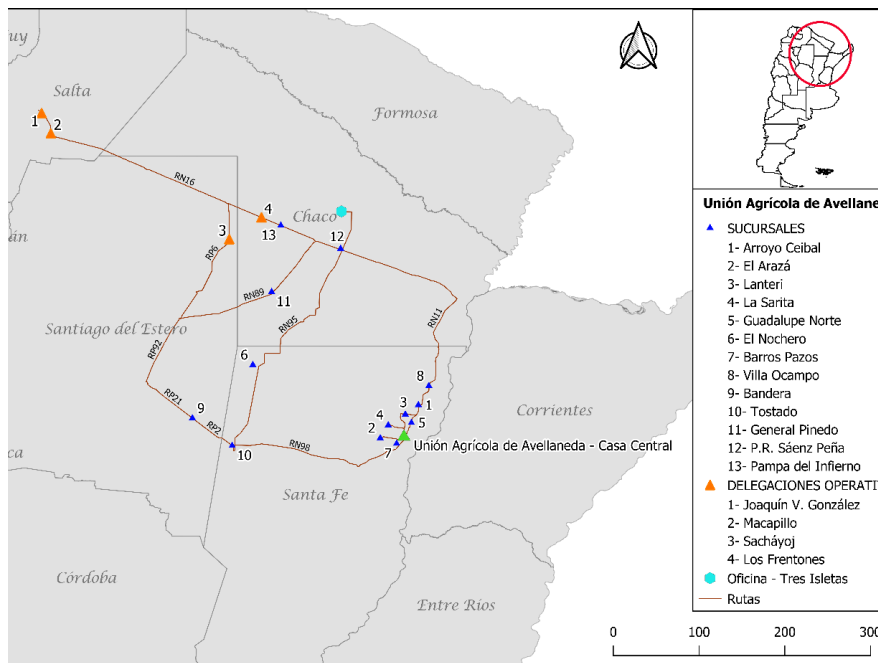 uy
Salta
Formosa
1
2
RN16
4
Chaco
13
12
3
RP6
11
RN89
RN95
RN11
Santiago del Estero
án
RP92
6
8
RP21
9
RP2
10
RN98
3
1
4
5
2
7
Unión Agrícola de Avellaneda - Casa Central
Corrientes
Santa Fe
ca
Córdoba
Entre Ríos
Unión Agrícola de Avellane
SUCURSALES
1- Arroyo Ceibal
2- El Arazá
3- Lanteri
4- La Sarita
5- Guadalupe Norte
6- El Nochero
7- Barros Pazos
8- Villa Ocampo
9- Bandera
10- Tostado
11- General Pinedo
12- P.R. Sáenz Peña
13- Pampa del Infierno
DELEGACIONES OPERATI
1- Joaquín V. González
2- Macapillo
3- Sacháyoj
4- Los Frentones
Oficina - Tres Isletas
Rutas
0 100 200 300